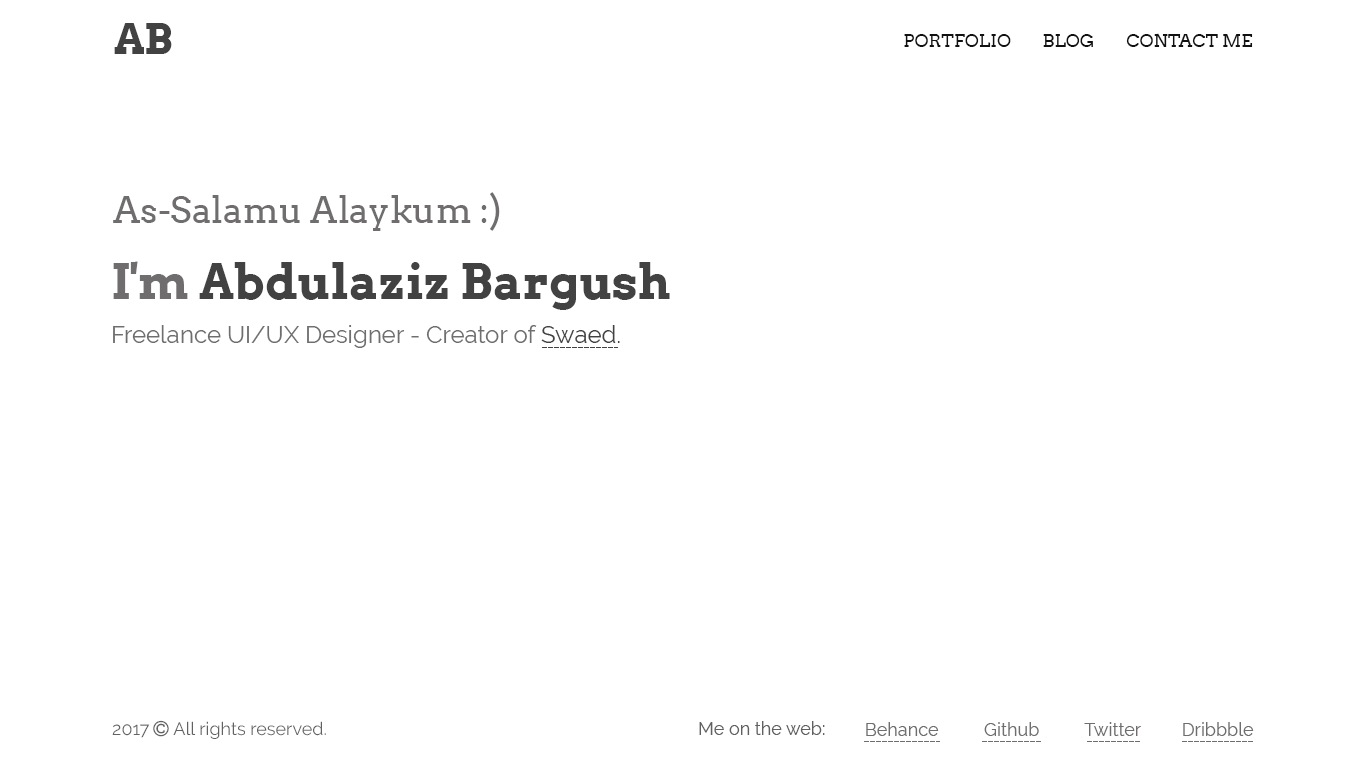 AB PORTFOLIO BLOG CONTACT ME
As-Salamu Alaykum :)
I'm Abdulaziz Bargush
Freelance UI/UX Designer - Creator of Swaed.
2017 © All rights reserved. Me on the web: Behance Github Twitter Dribbble